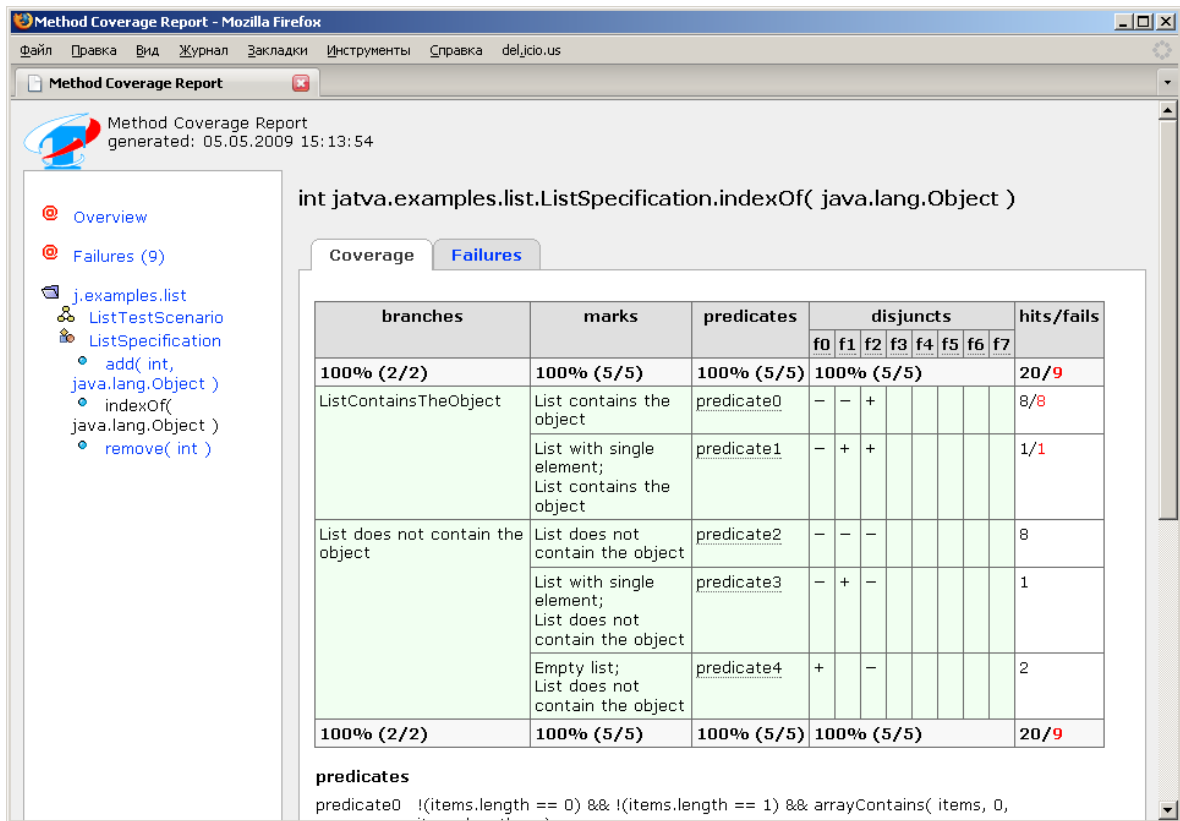 Method Coverage Report - Mozilla Firefox
Файл Правка Вид Журнал Закладки Инструменты Справка del.icio.us
Method Coverage Report
Method Coverage Report
generated: 05.05.2009 15:13:54
@ Overview
@ Failures (9)
j.examples.list
ListTestScenario
ListSpecification
add( int,
java.lang.Object )
indexOf(
java.lang.Object )
remove( int )
int jatva.examples.list.ListSpecification.indexOf( java.lang.Object )
Coverage Failures
branches marks predicates disjuncts hits/fails
f0 f1 f2 f3 f4 f5 f6 f7
100% (2/2) 100% (5/5) 100% (5/5) 100% (5/5) 20/9
ListContainsTheObject List contains the predicate0 – – + 8/8
object
List with single predicate1 – + + 1/1
element;
List contains the
object
List does not contain the List does not predicate2 – – – 8
object contain the object
List with single predicate3 – + – 1
element;
List does not
contain the object
Empty list; predicate4 + – 2
List does not
contain the object
100% (2/2) 100% (5/5) 100% (5/5) 100% (5/5) 20/9
predicates
predicate0 !(items.length == 0) && !(items.length == 1) && arrayContains( items, 0,